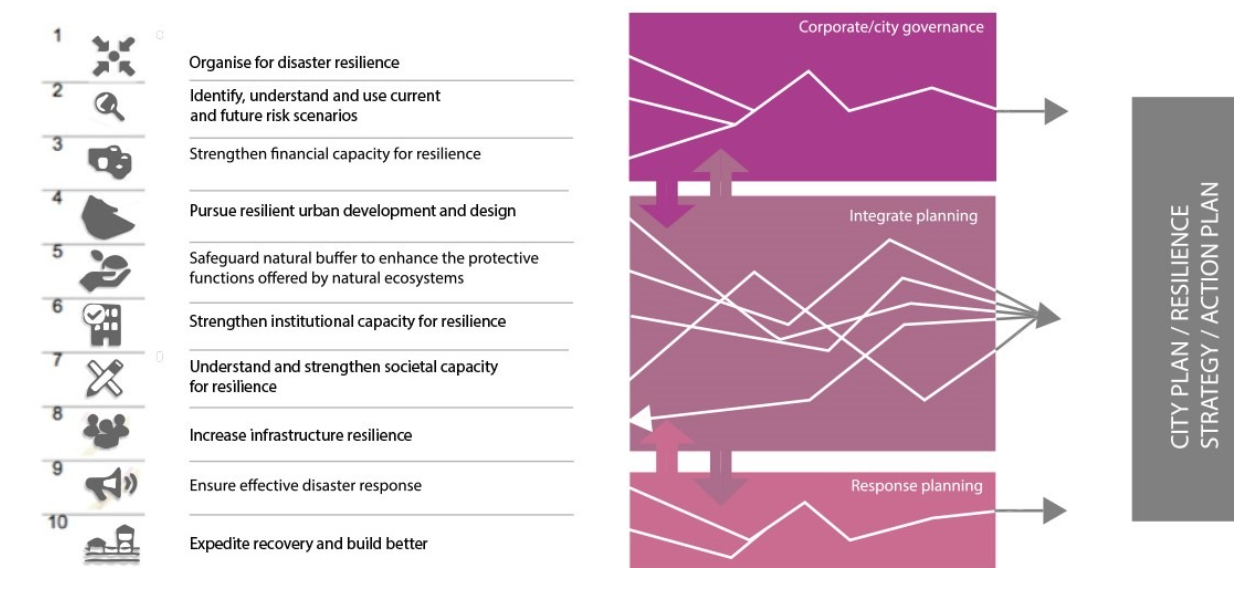 1
Organise for disaster resilience
2
Identify, understand and use current
and future risk scenarios
3
Strengthen financial capacity for resilience
4
Pursue resilient urban development and design
5
Safeguard natural buffer to enhance the protective
functions offered by natural ecosystems
6
Strengthen institutional capacity for resilience
7
Understand and strengthen societal capacity
for resilience
8
Increase infrastructure resilience
9
Ensure effective disaster response
10
Expedite recovery and build better
Corporate/city governance
Integrate planning
Response planning
CITY PLAN / RESILIENCE
STRATEGY / ACTION PLAN